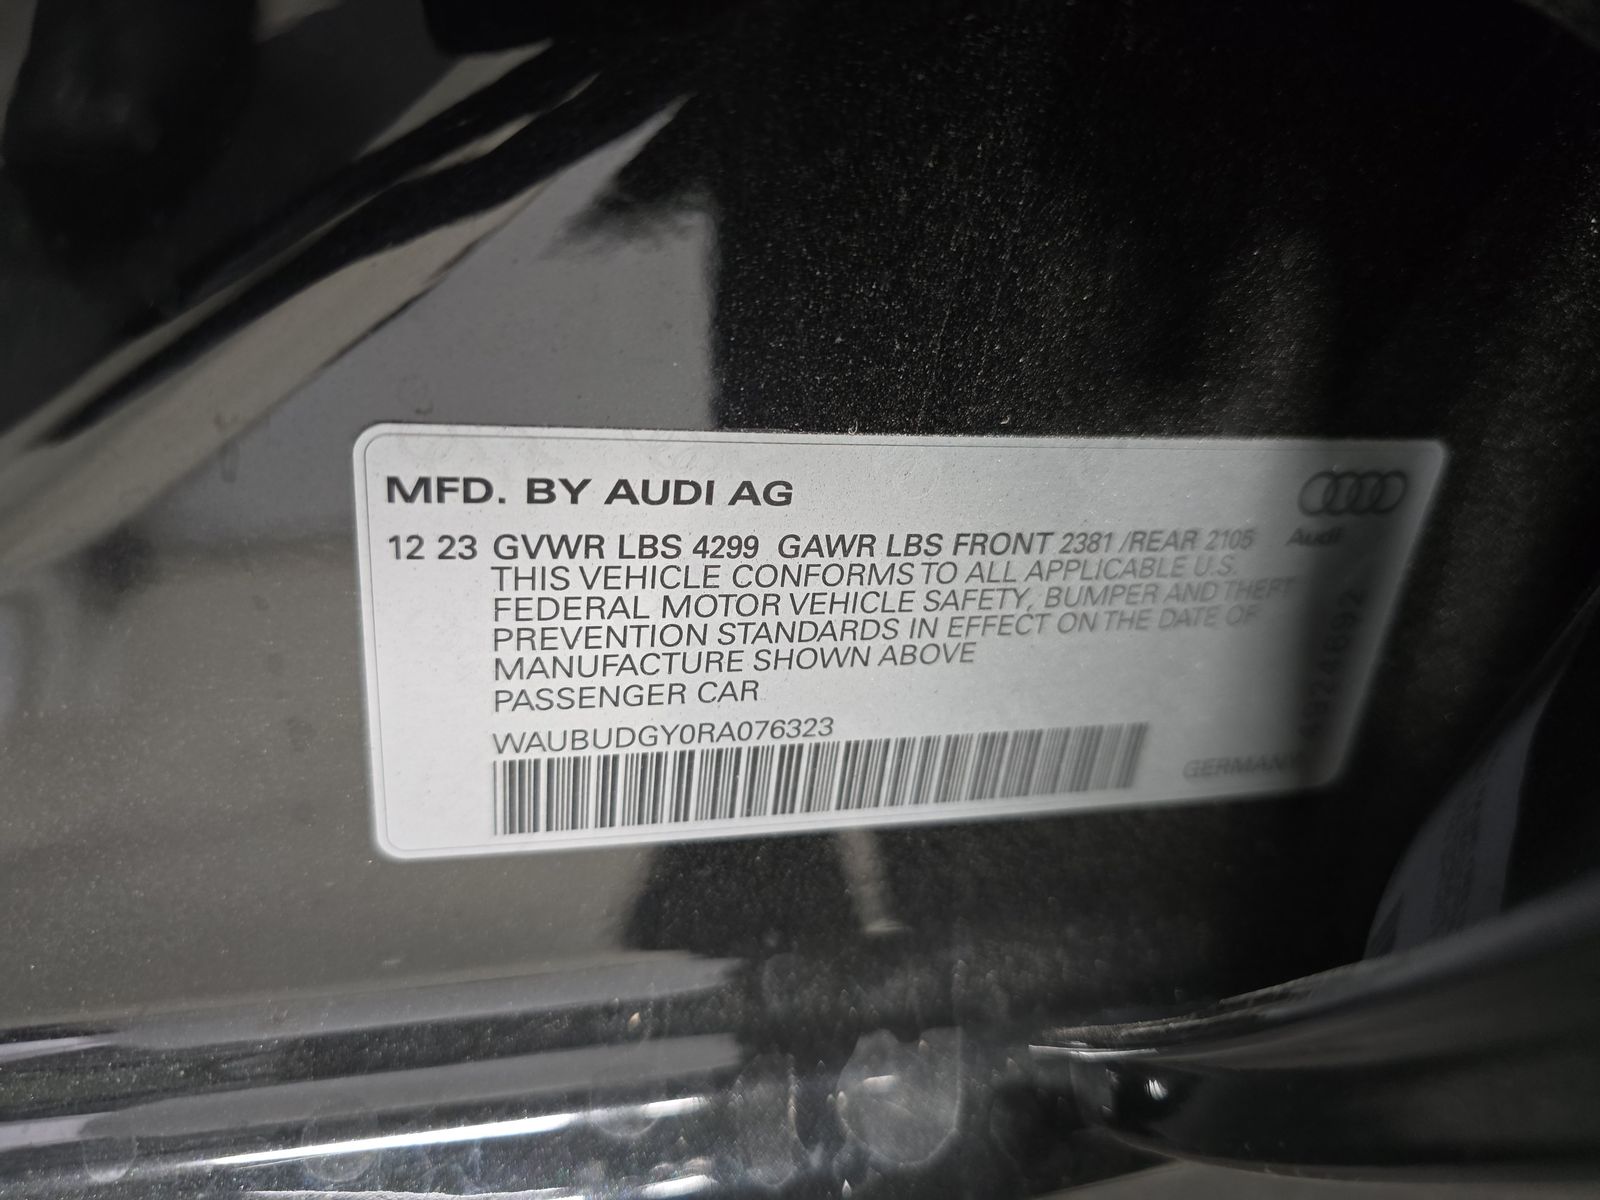 MFD. BY AUDI AG
Audi
12 23 GVWR LBS 4299 GAWR LBS FRONT 2381 /REAR 2105
THIS VEHICLE CONFORMS TO ALL APPLICABLE U.S.
FEDERAL MOTOR VEHICLE SAFETY, BUMPER AND THEFT
PREVENTION STANDARDS IN EFFECT ON THE DATE OF
MANUFACTURE SHOWN ABOVE
PASSENGER CAR
WAUBUDGY0RA076323
GERMANY